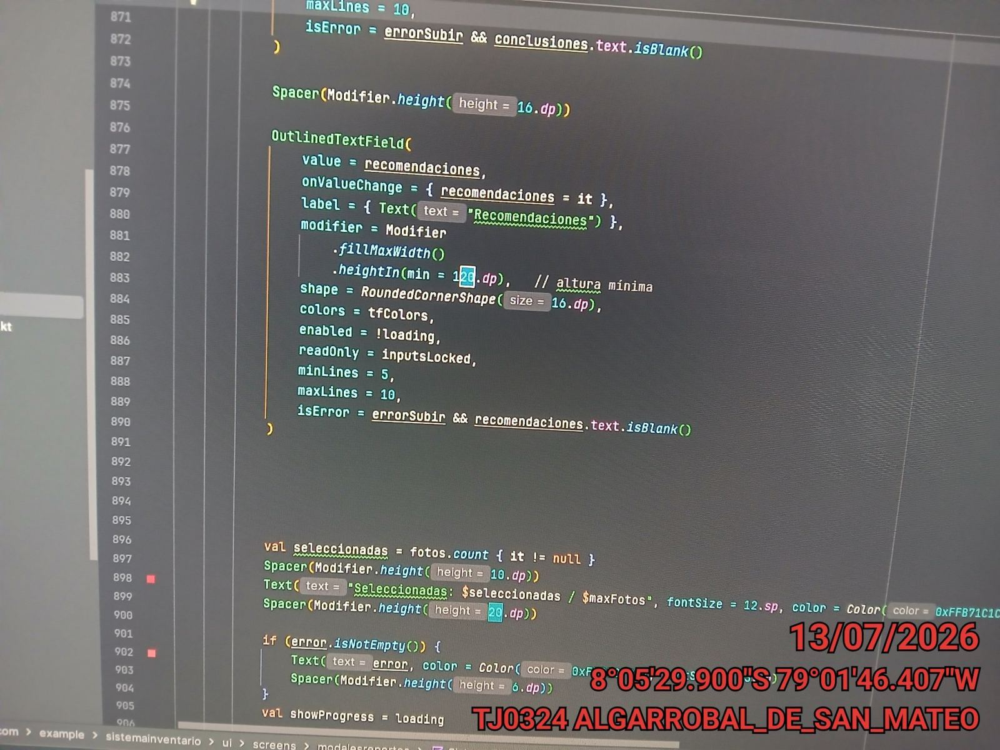 871 maxLines = 10,
872 isError = errorSubir && conclusiones.text.isBlank()
873 )
874
875 Spacer(Modifier.height( height = 16.dp))
876
877 OutlinedTextField(
878 value = recomendaciones,
879 onValueChange = { recomendaciones = it },
880 label = { Text( text = "Recomendaciones") },
881 modifier = Modifier
882 .fillMaxWidth()
883 .heightIn(min = 120.dp), // altura mínima
884 shape = RoundedCornerShape( size = 16.dp),
885 colors = tfColors,
886 enabled = !loading,
887 readOnly = inputsLocked,
888 minLines = 5,
889 maxLines = 10,
890 isError = errorSubir && recomendaciones.text.isBlank()
891 )
892
893
894
895
896
897 val seleccionadas = fotos.count { it != null }
898 Spacer(Modifier.height( height = 10.dp))
899 Text( text = "Seleccionadas: $seleccionadas / $maxFotos", fontSize = 12.sp, color = Color( color = 0xFFB71C1C
900 Spacer(Modifier.height( height = 20.dp))
901
902 if (error.isNotEmpty()) {
903 Text( text = error, color = Color( color = 0xF
904 Spacer(Modifier.height( height = 6.dp))
905 }
906 val showProgress = loading
kt
com > example > sistemainventario > ui > screens > modalesreportes >
13/07/2026
8°05'29.900"S 79°01'46.407"W
TJ0324 ALGARROBAL_DE_SAN_MATEO